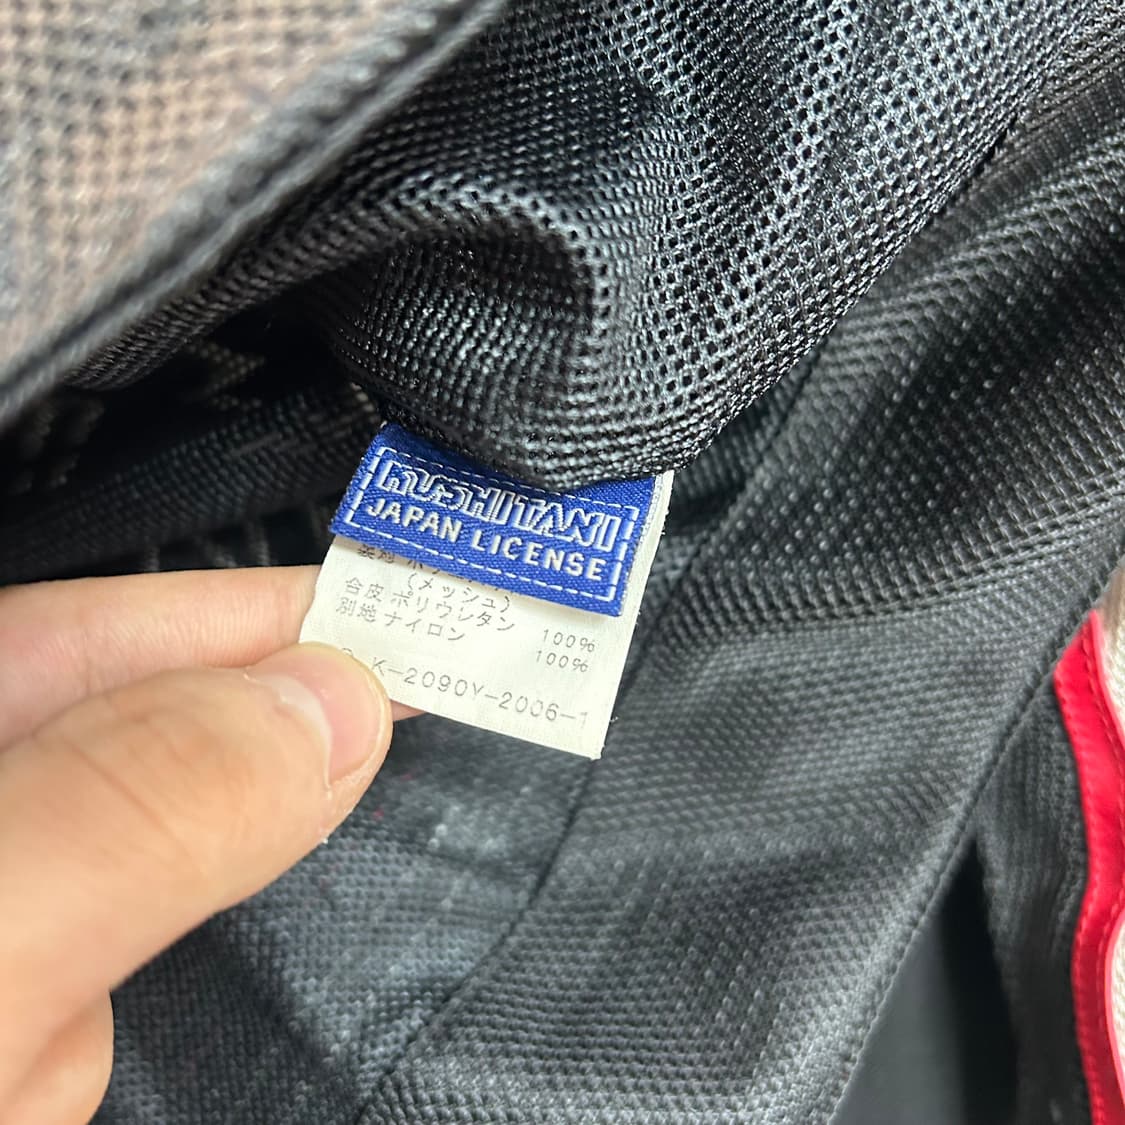 KUSHITANI
JAPAN LICENSE
(メッシュ)
合皮 ポリウレタン 100%
別地 ナイロン 100%
K-2090Y-2006-1